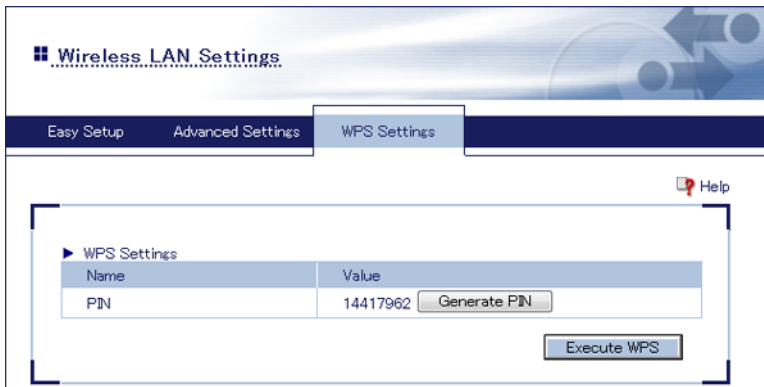 Wireless LAN Settings
Easy Setup Advanced Settings WPS Settings
Help
WPS Settings
Name Value
PIN 14417962 Generate PIN
Execute WPS